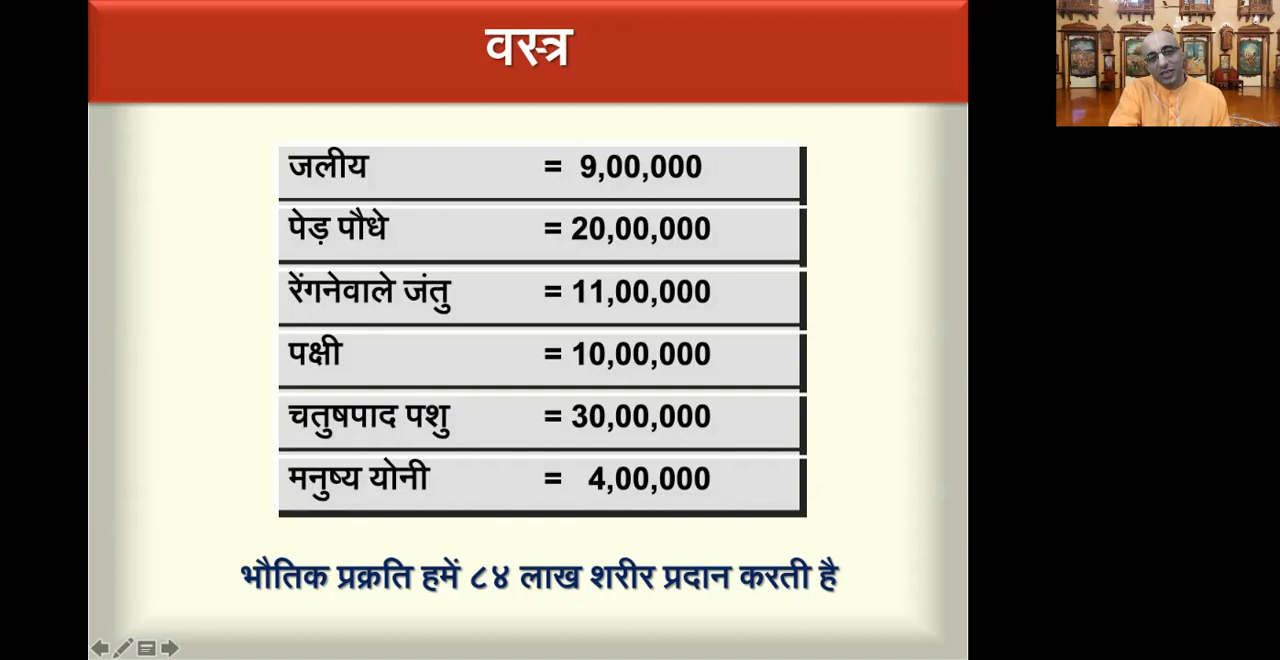 वस्त्र
जलीय = 9,00,000
पेड़ पौधे = 20,00,000
रेंगनेवाले जंतु = 11,00,000
पक्षी = 10,00,000
चतुषपाद पशु = 30,00,000
मनुष्य योनी = 4,00,000
भौतिक प्रक्रति हमें ८४ लाख शरीर प्रदान करती है